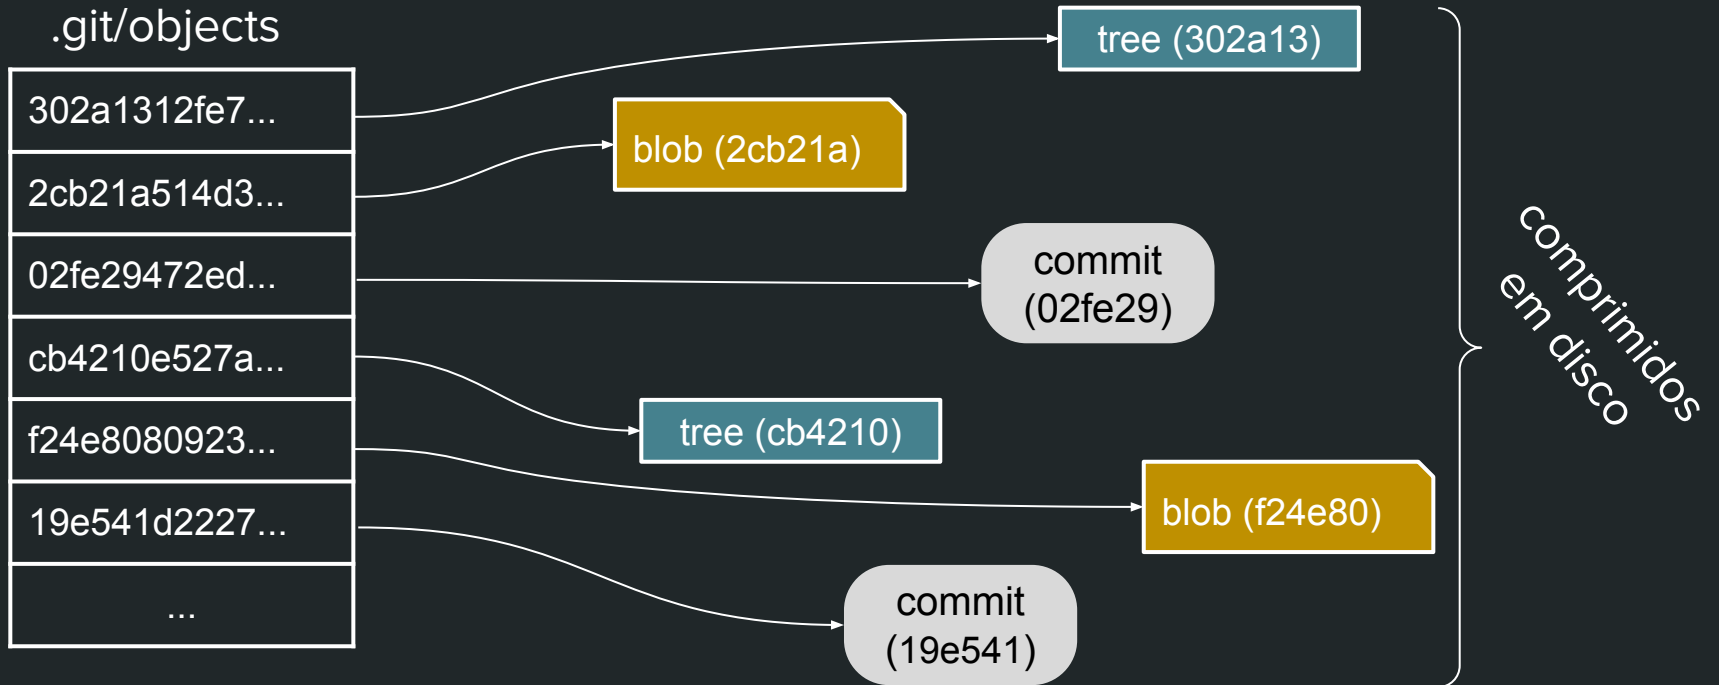 .git/objects
302a1312fe7...
2cb21a514d3...
02fe29472ed...
cb4210e527a...
f24e8080923...
19e541d2227...
...
tree (302a13)
blob (2cb21a)
commit
(02fe29)
tree (cb4210)
blob (f24e80)
commit
(19e541)
comprimidos
em disco